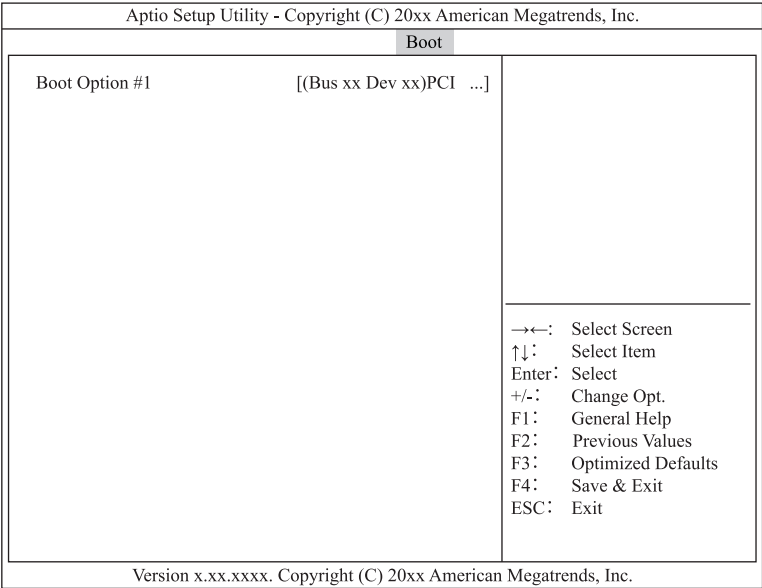 Aptio Setup Utility - Copyright (C) 20xx American Megatrends, Inc.
Boot
Boot Option #1 [(Bus xx Dev xx)PCI ...]
→←: Select Screen
↑↓: Select Item
Enter: Select
+/-: Change Opt.
F1: General Help
F2: Previous Values
F3: Optimized Defaults
F4: Save & Exit
ESC: Exit
Version x.xx.xxxx. Copyright (C) 20xx American Megatrends, Inc.